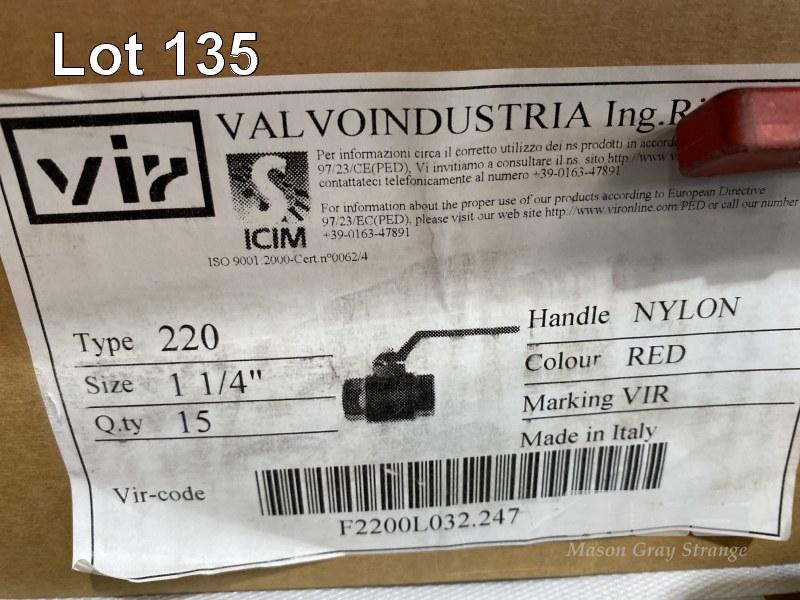 Lot 135
vir
VALVOINDUSTRIA Ing.
ICIM
Per informazioni circa il corretto utilizzo dei ns prodotti in
97/23/CE(PED), Vi invitiamo a consultare il ns. sito
contattateci telefonicamente al numero +39-0163-47891
For information about the proper use of our products according to European Directive
97/23/EC(PED), please visit our web site http://www.vironline.com/PED or call our number
+39-0163-47891
ISO 9001:2000-Cert.n°0062/4
Type 220
Size 1 1/4"
Q.ty 15
Handle NYLON
Colour RED
Marking VIR
Made in Italy
Vir-code
F2200L032.247
Mason Gray Strange